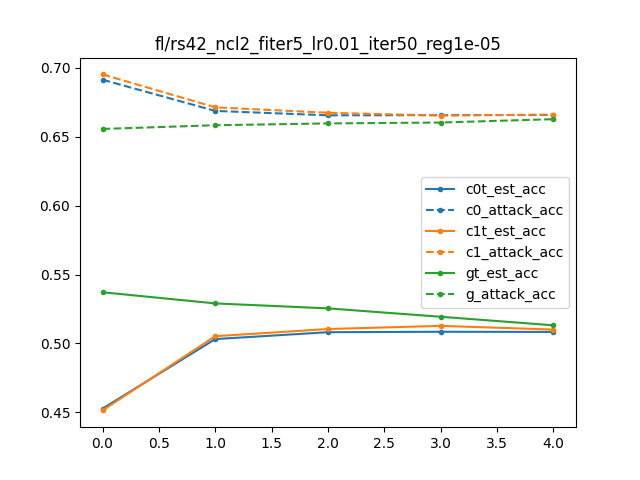 fl/rs42_ncl2_fiter5_lr0.01_iter50_reg1e-05
0.70
0.65
0.60
0.55
0.50
0.45
c0t_est_acc
c0_attack_acc
c1t_est_acc
c1_attack_acc
gt_est_acc
g_attack_acc
0.0 0.5 1.0 1.5 2.0 2.5 3.0 3.5 4.0